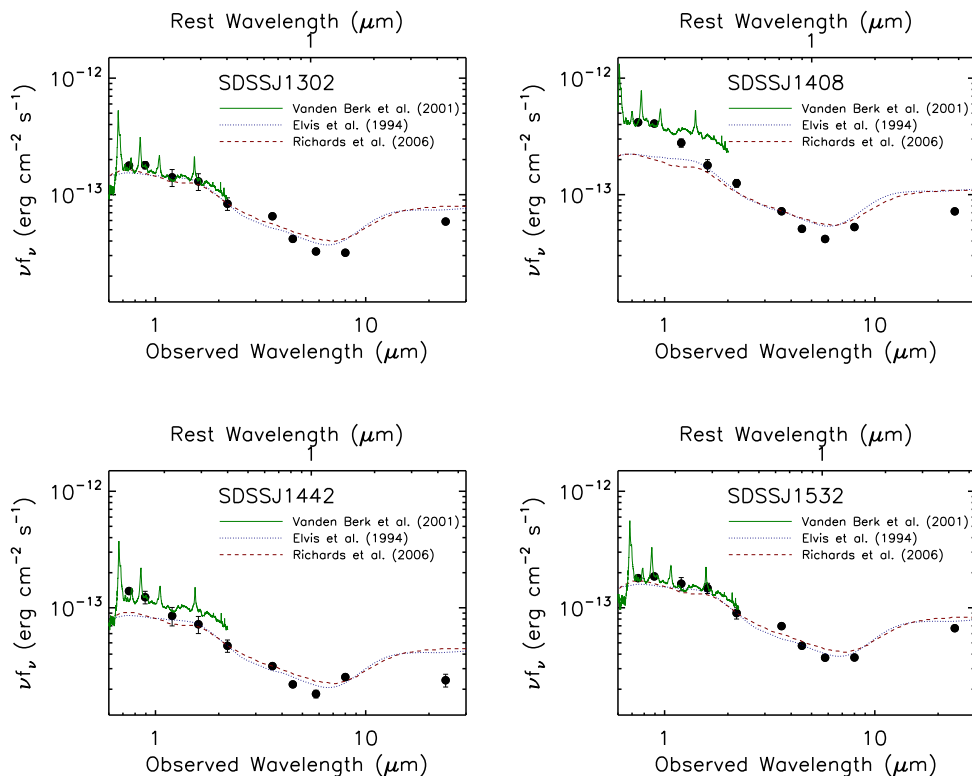 Rest Wavelength (μm)
1
10⁻¹²
10⁻¹³
νfν (erg cm⁻² s⁻¹)
SDSSJ1302
Vanden Berk et al. (2001)
Elvis et al. (1994)
Richards et al. (2006)
1
10
Observed Wavelength (μm)
Rest Wavelength (μm)
1
10⁻¹²
10⁻¹³
νfν (erg cm⁻² s⁻¹)
SDSSJ1408
Vanden Berk et al. (2001)
Elvis et al. (1994)
Richards et al. (2006)
1
10
Observed Wavelength (μm)
Rest Wavelength (μm)
1
10⁻¹²
10⁻¹³
νfν (erg cm⁻² s⁻¹)
SDSSJ1442
Vanden Berk et al. (2001)
Elvis et al. (1994)
Richards et al. (2006)
1
10
Observed Wavelength (μm)
Rest Wavelength (μm)
1
10⁻¹²
10⁻¹³
νfν (erg cm⁻² s⁻¹)
SDSSJ1532
Vanden Berk et al. (2001)
Elvis et al. (1994)
Richards et al. (2006)
1
10
Observed Wavelength (μm)